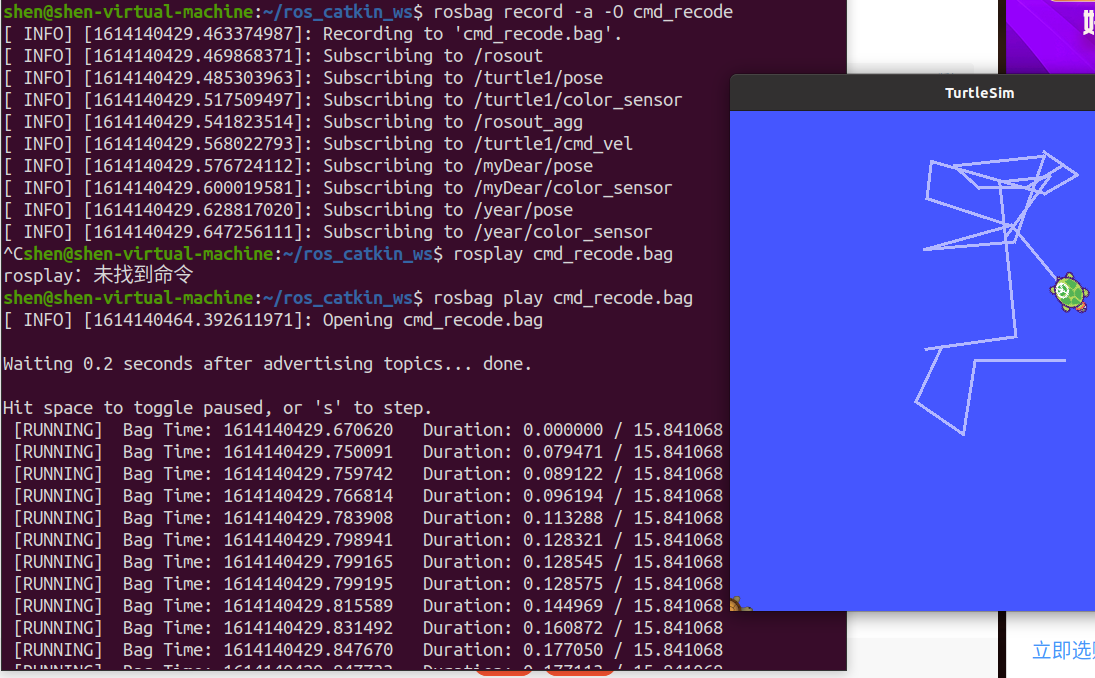 shen@shen-virtual-machine:~/ros_catkin_ws$ rosbag record -a -O cmd_recode
[ INFO] [1614140429.463374987]: Recording to 'cmd_recode.bag'.
[ INFO] [1614140429.469868371]: Subscribing to /rosout
[ INFO] [1614140429.485303963]: Subscribing to /turtle1/pose
[ INFO] [1614140429.517509497]: Subscribing to /turtle1/color_sensor
[ INFO] [1614140429.541823514]: Subscribing to /rosout_agg
[ INFO] [1614140429.568022793]: Subscribing to /turtle1/cmd_vel
[ INFO] [1614140429.576724112]: Subscribing to /myDear/pose
[ INFO] [1614140429.600019581]: Subscribing to /myDear/color_sensor
[ INFO] [1614140429.628817020]: Subscribing to /year/pose
[ INFO] [1614140429.647256111]: Subscribing to /year/color_sensor
^Cshen@shen-virtual-machine:~/ros_catkin_ws$ rosplay cmd_recode.bag
rosplay：未找到命令
shen@shen-virtual-machine:~/ros_catkin_ws$ rosbag play cmd_recode.bag
[ INFO] [1614140464.392611971]: Opening cmd_recode.bag
Waiting 0.2 seconds after advertising topics... done.
Hit space to toggle paused, or 's' to step.
[RUNNING]  Bag Time: 1614140429.670620   Duration: 0.000000 / 15.841068
[RUNNING]  Bag Time: 1614140429.750091   Duration: 0.079471 / 15.841068
[RUNNING]  Bag Time: 1614140429.759742   Duration: 0.089122 / 15.841068
[RUNNING]  Bag Time: 1614140429.766814   Duration: 0.096194 / 15.841068
[RUNNING]  Bag Time: 1614140429.783908   Duration: 0.113288 / 15.841068
[RUNNING]  Bag Time: 1614140429.798941   Duration: 0.128321 / 15.841068
[RUNNING]  Bag Time: 1614140429.799165   Duration: 0.128545 / 15.841068
[RUNNING]  Bag Time: 1614140429.799195   Duration: 0.128575 / 15.841068
[RUNNING]  Bag Time: 1614140429.815589   Duration: 0.144969 / 15.841068
[RUNNING]  Bag Time: 1614140429.831492   Duration: 0.160872 / 15.841068
[RUNNING]  Bag Time: 1614140429.847670   Duration: 0.177050 / 15.841068
TurtleSim
立即选